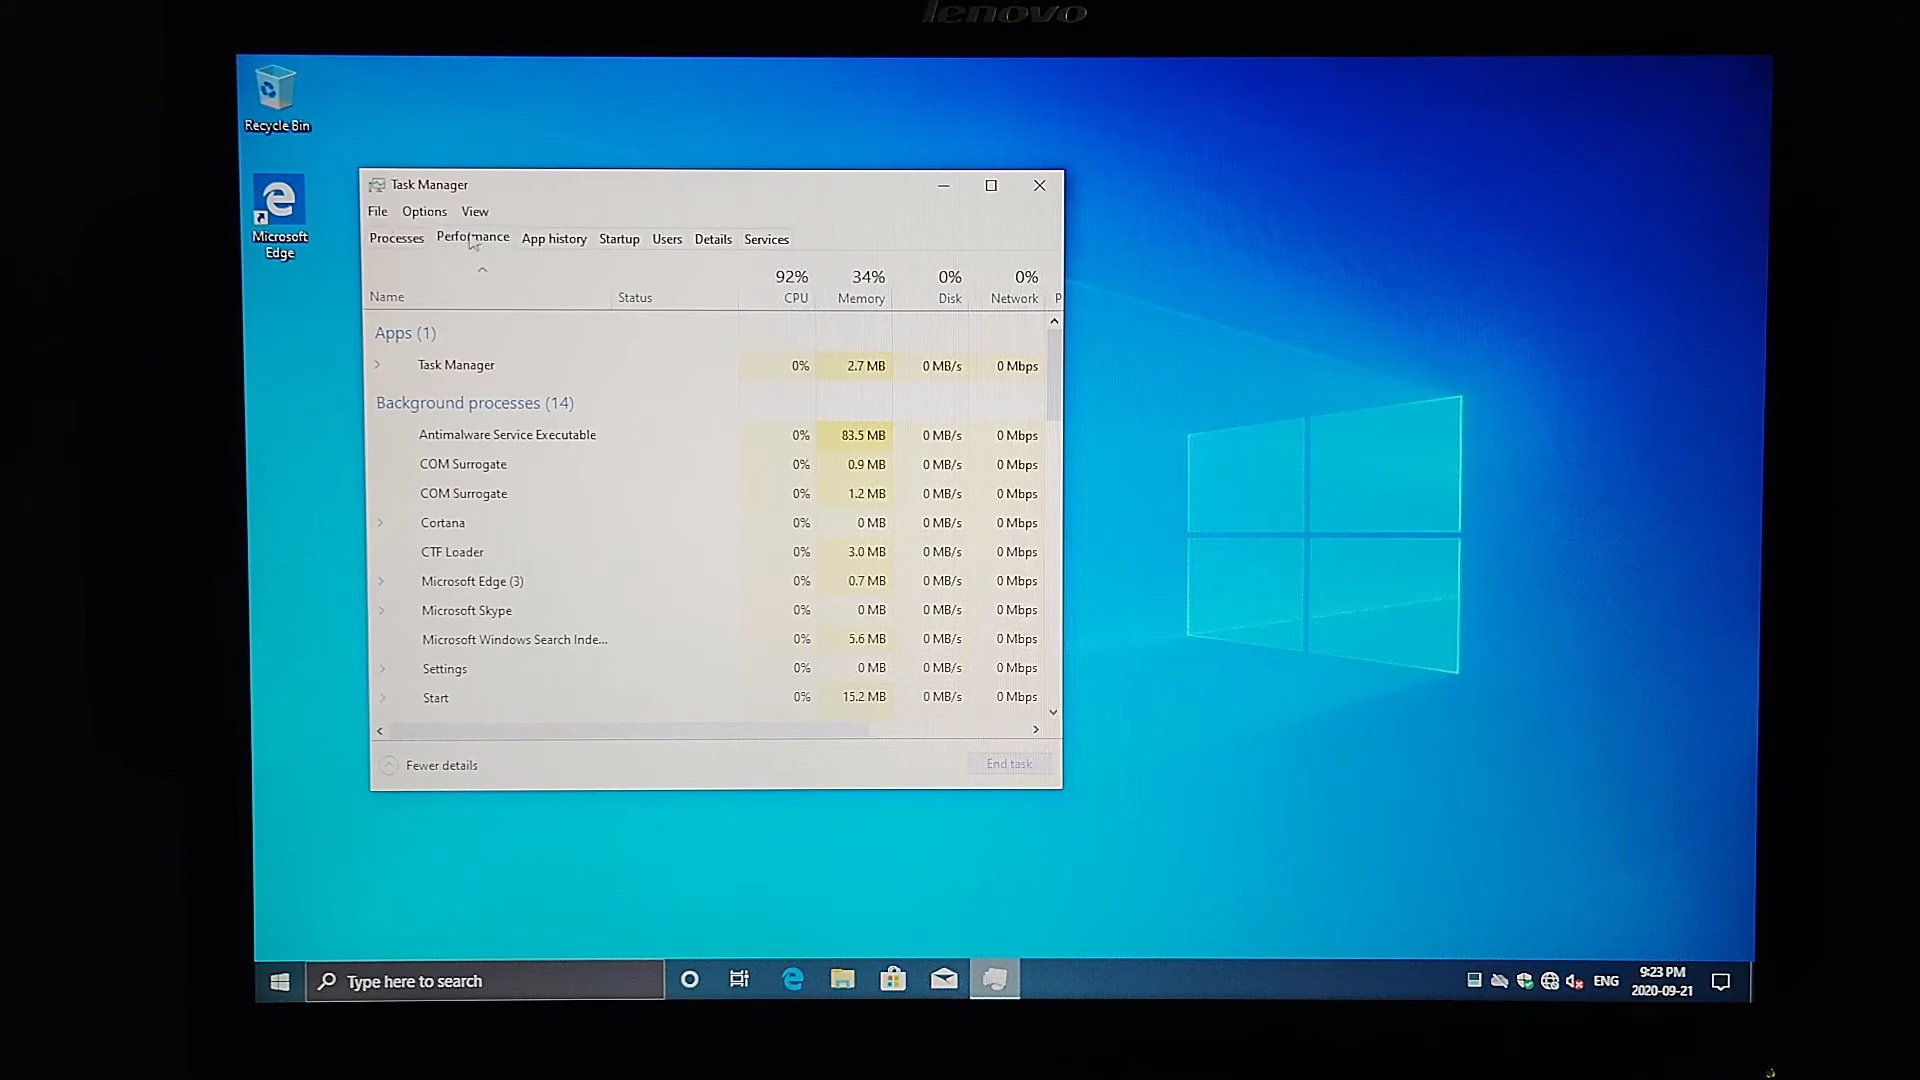 lenovo
Recycle Bin
Microsoft
Edge
Task Manager
File Options View
Processes Performance App history Startup Users Details Services
92% 34% 0% 0%
Name Status CPU Memory Disk Network P
Apps (1)
Task Manager 0% 2.7 MB 0 MB/s 0 Mbps
Background processes (14)
Antimalware Service Executable 0% 83.5 MB 0 MB/s 0 Mbps
COM Surrogate 0% 0.9 MB 0 MB/s 0 Mbps
COM Surrogate 0% 1.2 MB 0 MB/s 0 Mbps
Cortana 0% 0 MB 0 MB/s 0 Mbps
CTF Loader 0% 3.0 MB 0 MB/s 0 Mbps
Microsoft Edge (3) 0% 0.7 MB 0 MB/s 0 Mbps
Microsoft Skype 0% 0 MB 0 MB/s 0 Mbps
Microsoft Windows Search Inde... 0% 5.6 MB 0 MB/s 0 Mbps
Settings 0% 0 MB 0 MB/s 0 Mbps
Start 0% 15.2 MB 0 MB/s 0 Mbps
Fewer details End task
Type here to search
ENG
9:23 PM
2020-09-21